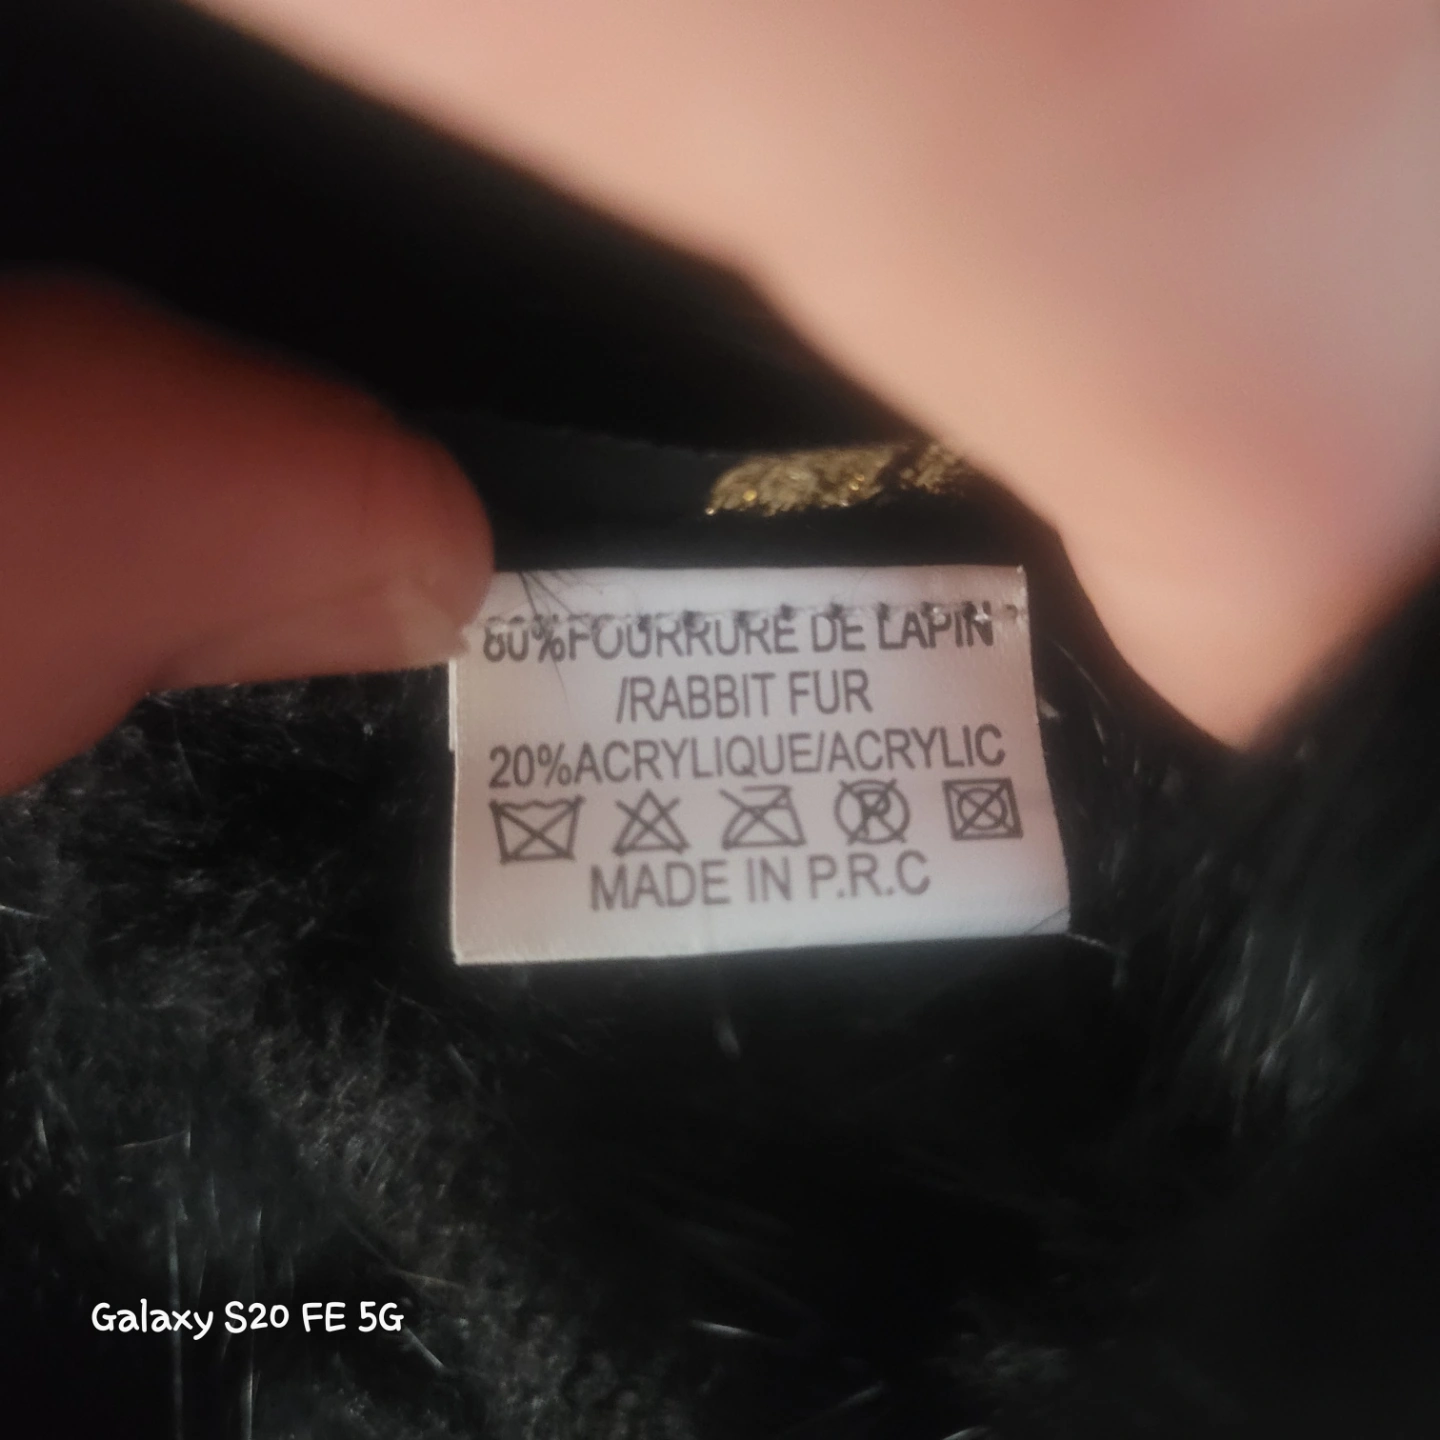 80%FOURRURE DE LAPIN
/RABBIT FUR
20%ACRYLIQUE/ACRYLIC
MADE IN P.R.C
Galaxy S20 FE 5G